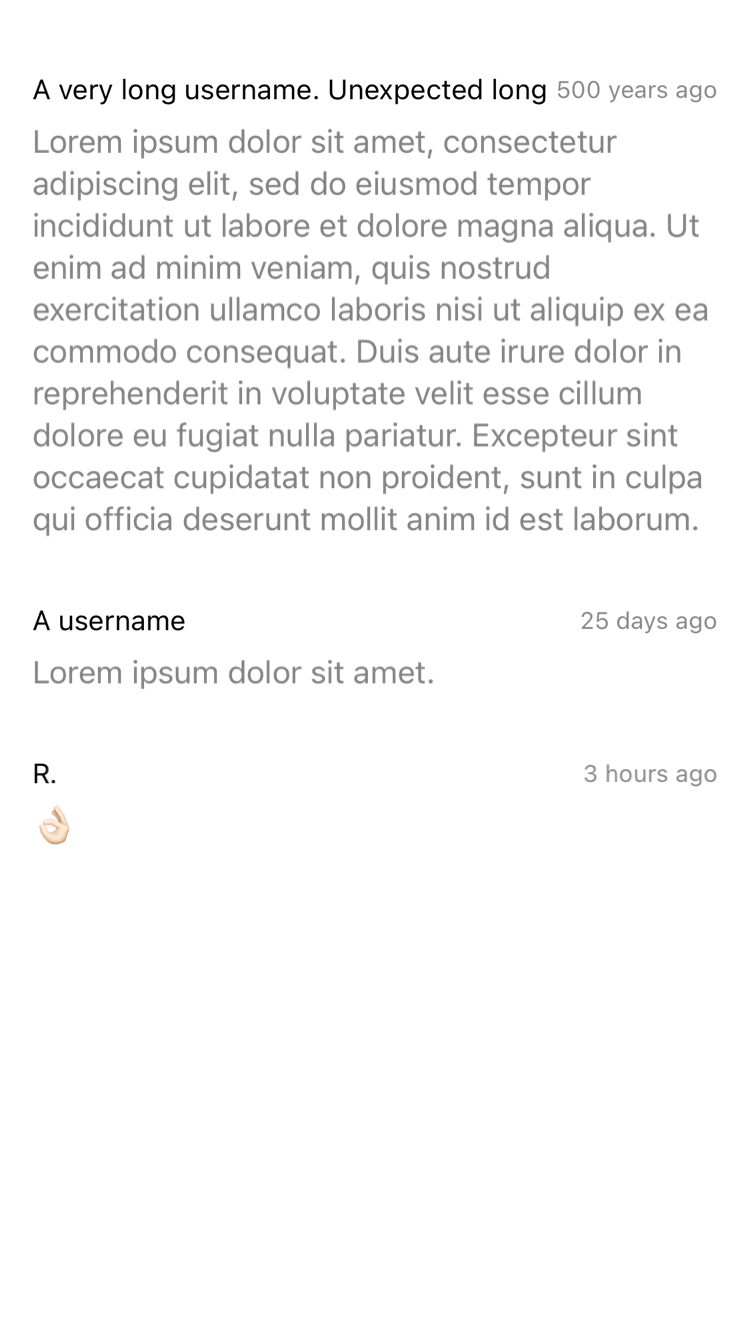 A very long username. Unexpected long 500 years ago
Lorem ipsum dolor sit amet, consectetur
adipiscing elit, sed do eiusmod tempor
incididunt ut labore et dolore magna aliqua. Ut
enim ad minim veniam, quis nostrud
exercitation ullamco laboris nisi ut aliquip ex ea
commodo consequat. Duis aute irure dolor in
reprehenderit in voluptate velit esse cillum
dolore eu fugiat nulla pariatur. Excepteur sint
occaecat cupidatat non proident, sunt in culpa
qui officia deserunt mollit anim id est laborum.
A username 25 days ago
Lorem ipsum dolor sit amet.
R. 3 hours ago
👌🏻